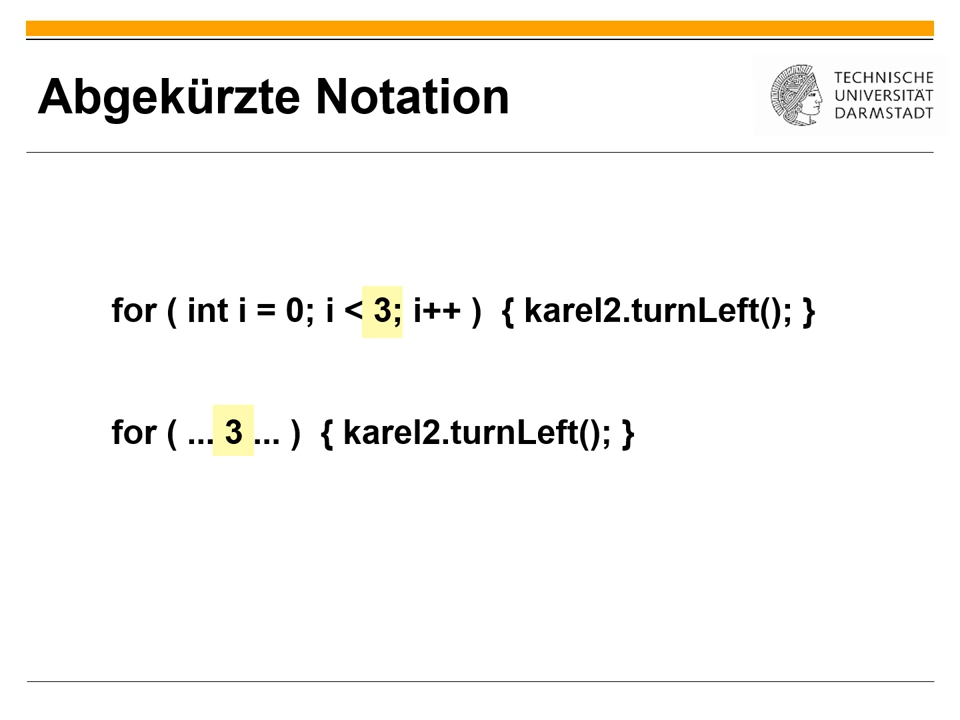 Abgekürzte Notation
TECHNISCHE
UNIVERSITÄT
DARMSTADT
for ( int i = 0; i < 3; i++ ) { karel2.turnLeft(); }
for ( ... 3 ... ) { karel2.turnLeft(); }